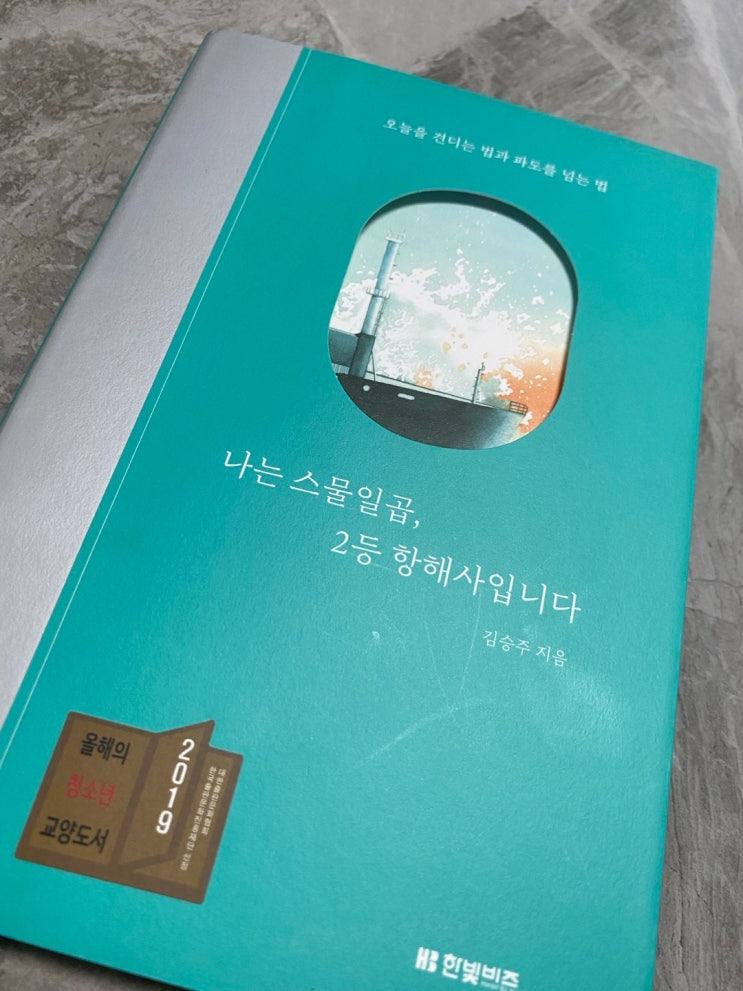 오늘을 견디는 법과 파도를 넘는 법
나는 스물일곱,
2등 항해사입니다
김승주 지음
올해의
청소년
교양도서
2019
한빛비즈